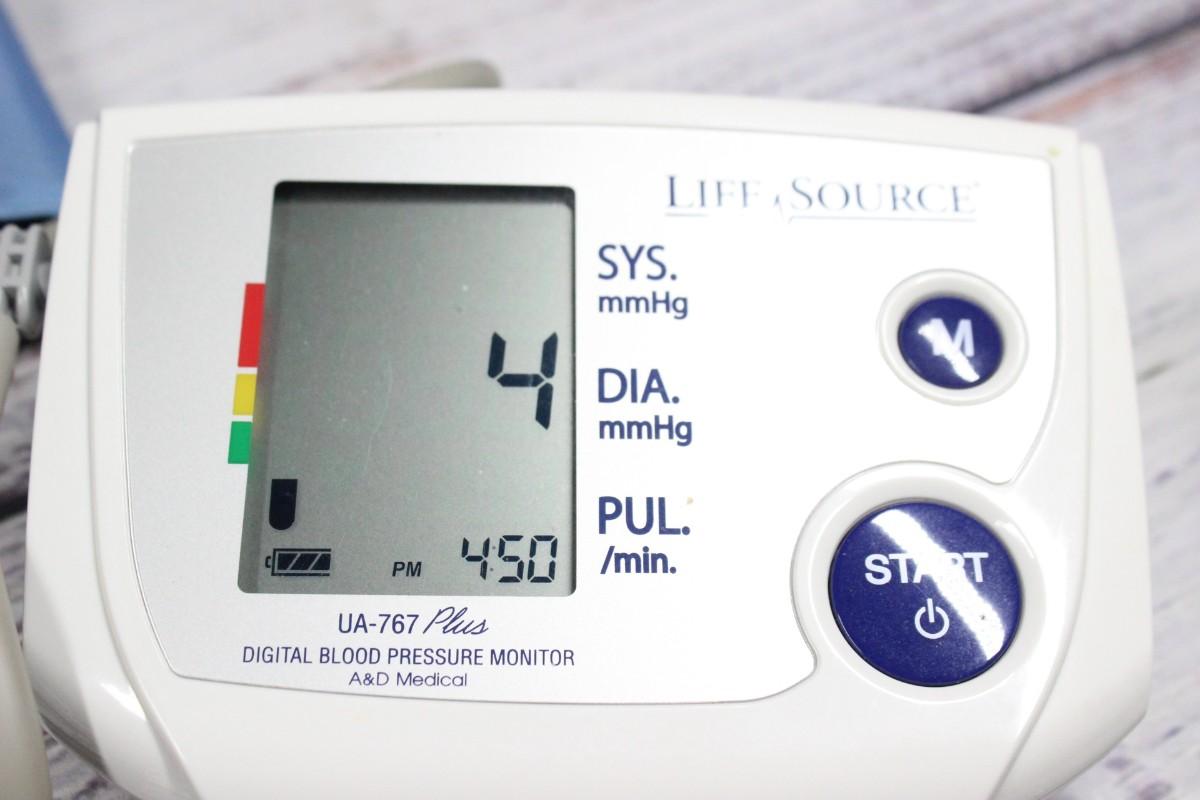 LIFE SOURCE
SYS.
mmHg
4
DIA.
mmHg
M
PUL.
/min.
PM 4:50
START
UA-767 Plus
DIGITAL BLOOD PRESSURE MONITOR
A&D Medical